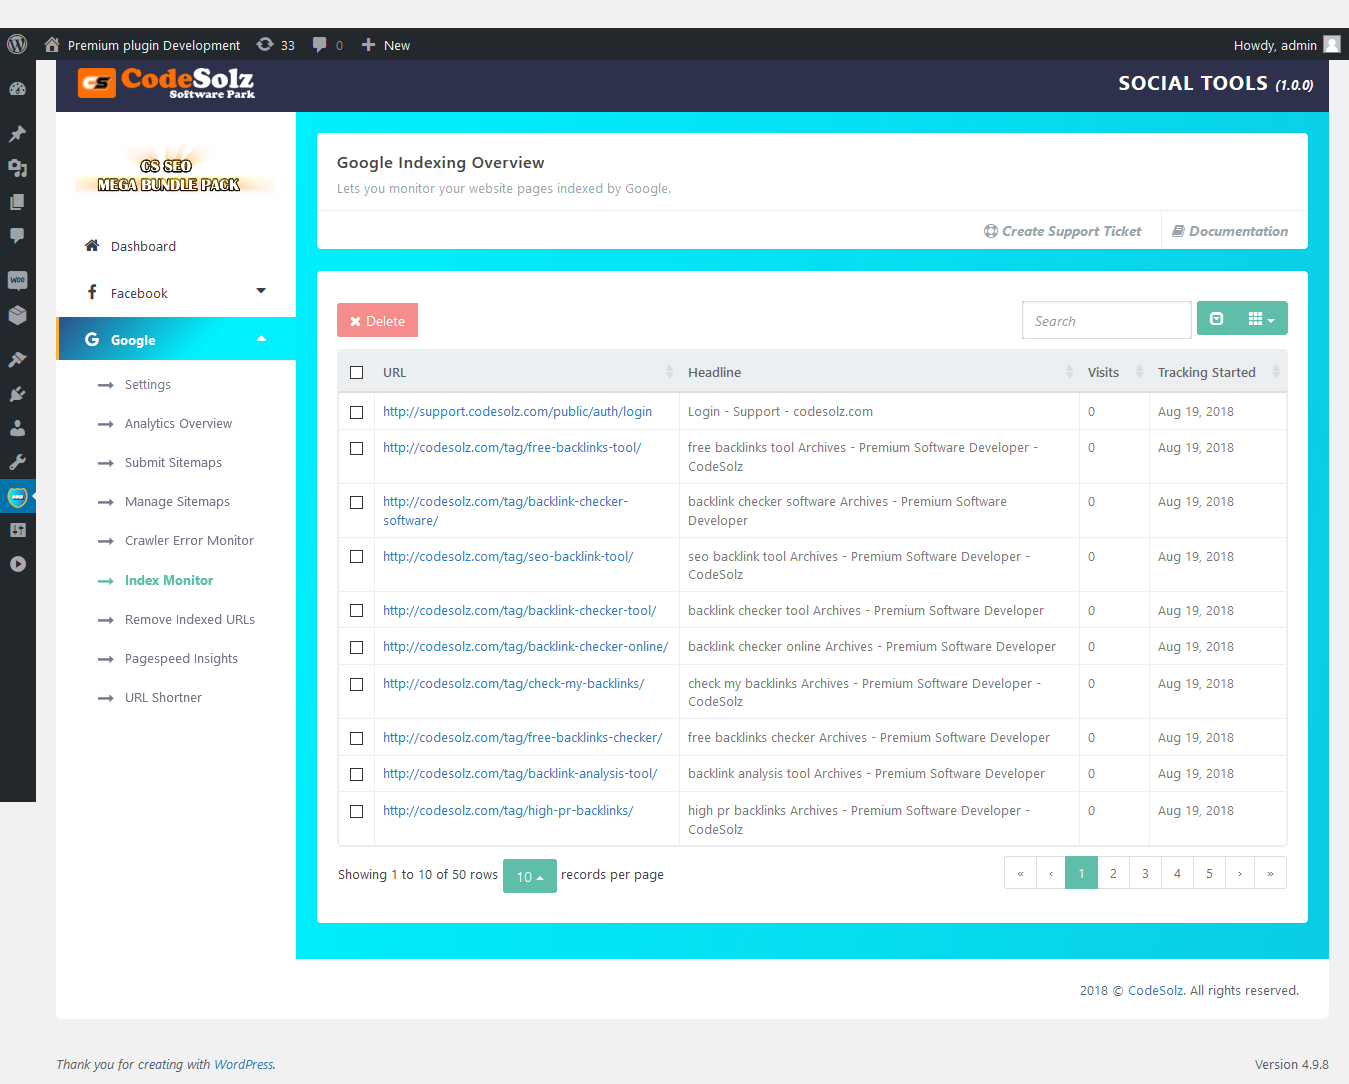 Premium plugin Development 33 0 New Howdy, admin
CS CodeSolz
Software Park
SOCIAL TOOLS (1.0.0)
CS SEO
MEGA BUNDLE PACK
Dashboard
Facebook
Google
Settings
Analytics Overview
Submit Sitemaps
Manage Sitemaps
Crawler Error Monitor
Index Monitor
Remove Indexed URLs
Pagespeed Insights
URL Shortner
Google Indexing Overview
Lets you monitor your website pages indexed by Google.
Create Support Ticket Documentation
Delete Search
URL Headline Visits Tracking Started
http://support.codesolz.com/public/auth/login Login - Support - codesolz.com 0 Aug 19, 2018
http://codesolz.com/tag/free-backlinks-tool/ free backlinks tool Archives - Premium Software Developer - 0 Aug 19, 2018
CodeSolz
http://codesolz.com/tag/backlink-checker- backlink checker software Archives - Premium Software 0 Aug 19, 2018
software/ Developer
http://codesolz.com/tag/seo-backlink-tool/ seo backlink tool Archives - Premium Software Developer - 0 Aug 19, 2018
CodeSolz
http://codesolz.com/tag/backlink-checker-tool/ backlink checker tool Archives - Premium Software Developer 0 Aug 19, 2018
http://codesolz.com/tag/backlink-checker-online/ backlink checker online Archives - Premium Software Developer 0 Aug 19, 2018
http://codesolz.com/tag/check-my-backlinks/ check my backlinks Archives - Premium Software Developer - 0 Aug 19, 2018
CodeSolz
http://codesolz.com/tag/free-backlinks-checker/ free backlinks checker Archives - Premium Software Developer 0 Aug 19, 2018
http://codesolz.com/tag/backlink-analysis-tool/ backlink analysis tool Archives - Premium Software Developer 0 Aug 19, 2018
http://codesolz.com/tag/high-pr-backlinks/ high pr backlinks Archives - Premium Software Developer - 0 Aug 19, 2018
CodeSolz
Showing 1 to 10 of 50 rows 10 records per page « ‹ 1 2 3 4 5 › »
2018 © CodeSolz. All rights reserved.
Thank you for creating with WordPress. Version 4.9.8